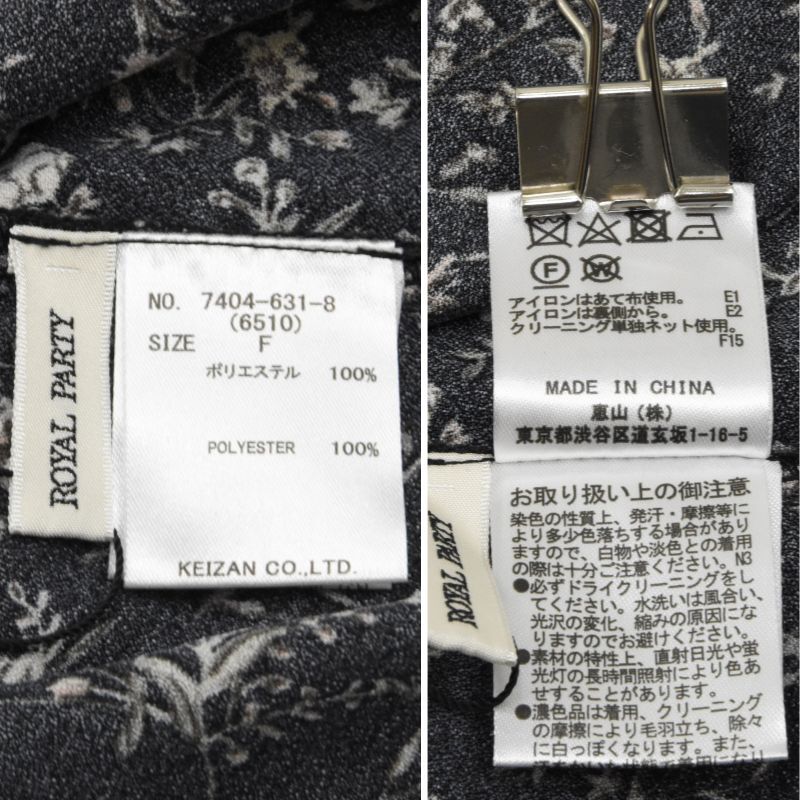 ROYAL PARTY
NO. 7404-631-8
(6510)
SIZE F
ポリエステル 100%
POLYESTER 100%
KEIZAN CO.,LTD.
F
W
アイロンはあて布使用。 E1
アイロンは裏側から。 E2
クリーニング単独ネット使用。
F15
MADE IN CHINA
恵山(株)
東京都渋谷区道玄坂1-16-5
ROYAL PARTY
お取り扱い上の御注意
染色の性質上、発汗・摩擦等に
より多少色落ちする場合があり
ますので、白物や淡色との着用
の際は十分ご注意ください。N3
●必ずドライクリーニングをし
てください。水洗いは風合い、
光沢の変化、縮みの原因にな
りますのでお避けください。
●素材の特性上、直射日光や蛍
光灯の長時間照射により色あ
せすることがあります。
●濃色品は着用、クリーニング
の摩擦により毛羽立ち、除々
に白っぽくなります。また、